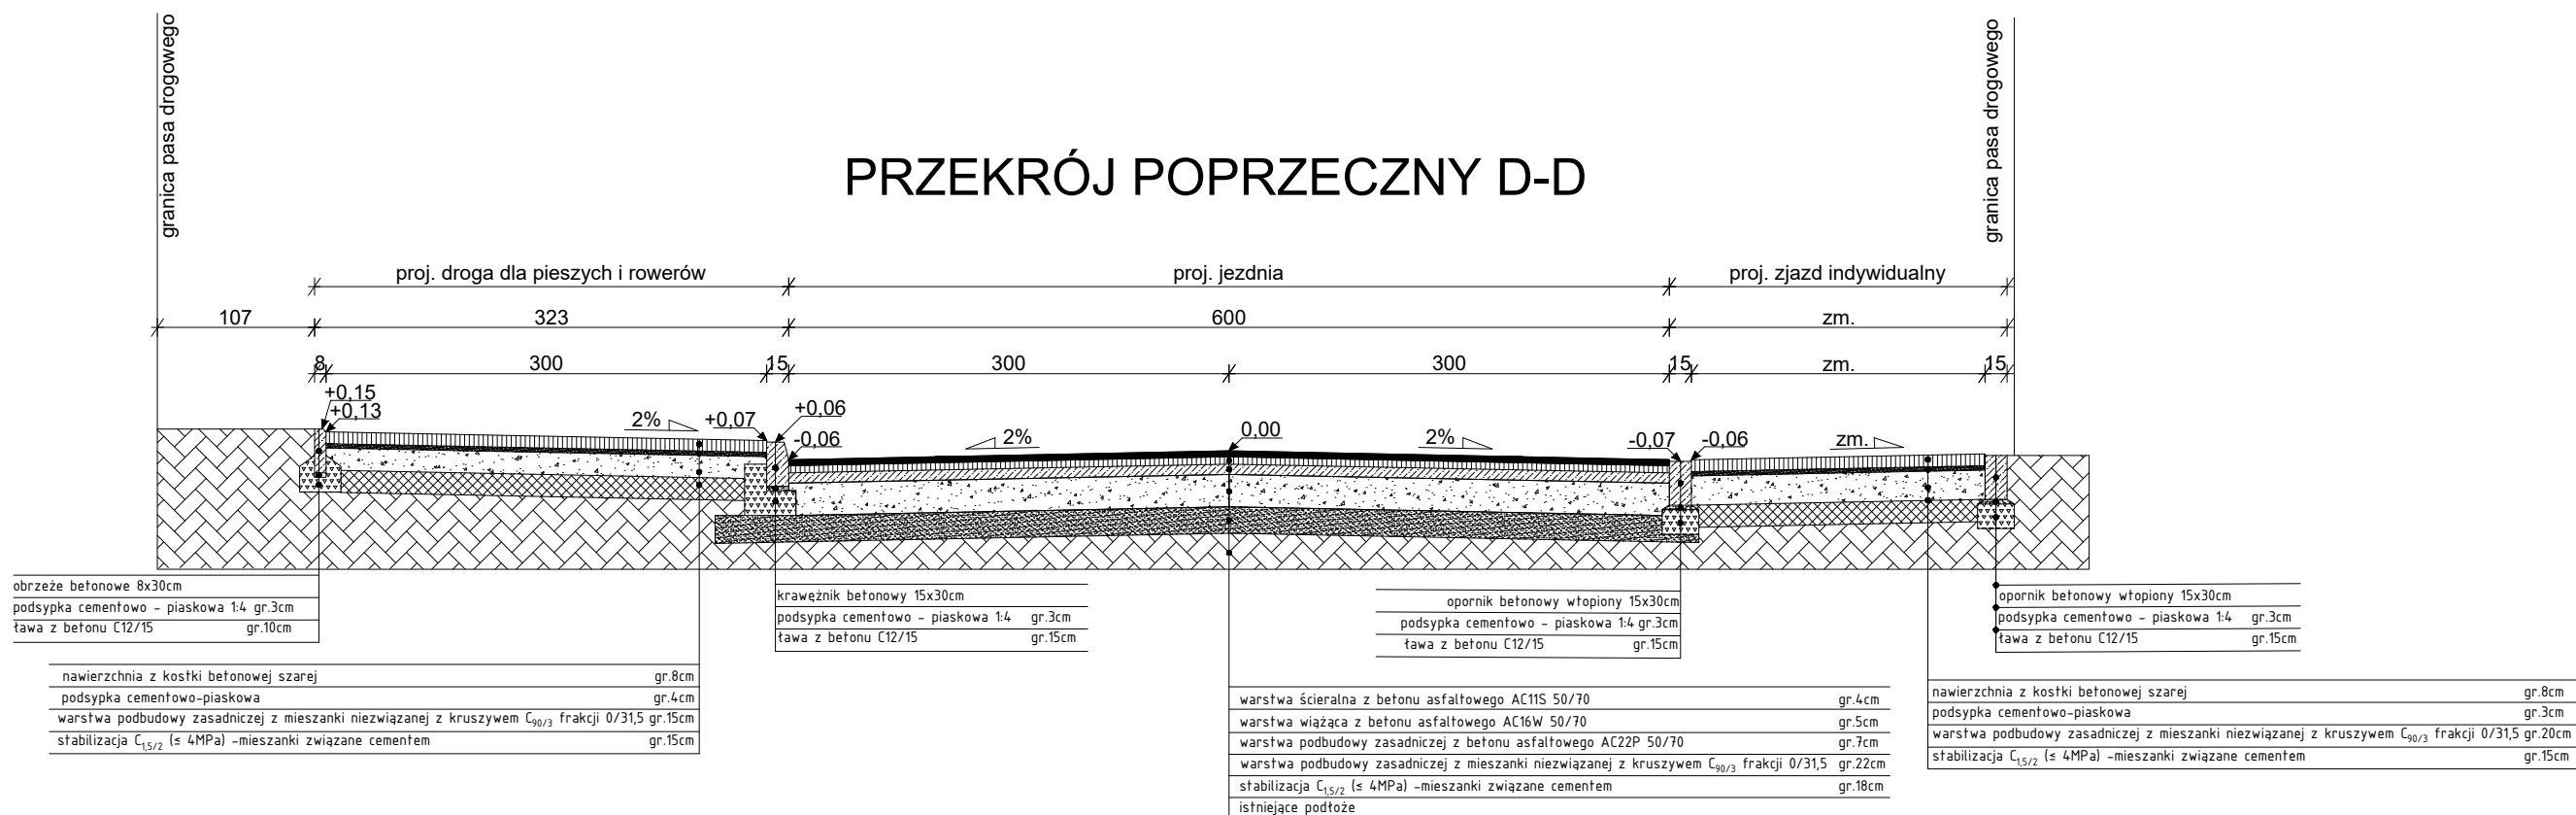 granica pasa drogowego
granica pasa drogowego
PRZEKRÓJ POPRZECZNY D-D
proj. droga dla pieszych i rowerów
proj. jezdnia
proj. zjazd indywidualny
107
323
600
zm.
8
300
15
300
300
15
zm.
15
+0,15
+0,13
2%
+0,07
+0,06
-0,06
2%
0,00
2%
-0,07
-0,06
zm.
obrzeże betonowe 8x30cm
podsypka cementowo - piaskowa 1:4 gr.3cm
ława z betonu C12/15 gr.10cm
krawężnik betonowy 15x30cm
podsypka cementowo - piaskowa 1:4 gr.3cm
ława z betonu C12/15 gr.15cm
opornik betonowy wtopiony 15x30cm
podsypka cementowo - piaskowa 1:4 gr.3cm
ława z betonu C12/15 gr.15cm
opornik betonowy wtopiony 15x30cm
podsypka cementowo - piaskowa 1:4 gr.3cm
ława z betonu C12/15 gr.15cm
nawierzchnia z kostki betonowej szarej gr.8cm
podsypka cementowo-piaskowa gr.4cm
warstwa podbudowy zasadniczej z mieszanki niezwiązanej z kruszywem C90/3 frakcji 0/31,5 gr.15cm
stabilizacja C1,5/2 (≤ 4MPa) -mieszanki związane cementem gr.15cm
warstwa ścieralna z betonu asfaltowego AC11S 50/70 gr.4cm
warstwa wiążąca z betonu asfaltowego AC16W 50/70 gr.5cm
warstwa podbudowy zasadniczej z betonu asfaltowego AC22P 50/70 gr.7cm
warstwa podbudowy zasadniczej z mieszanki niezwiązanej z kruszywem C90/3 frakcji 0/31,5 gr.22cm
stabilizacja C1,5/2 (≤ 4MPa) -mieszanki związane cementem gr.18cm
istniejące podłoże
nawierzchnia z kostki betonowej szarej gr.8cm
podsypka cementowo-piaskowa gr.3cm
warstwa podbudowy zasadniczej z mieszanki niezwiązanej z kruszywem C90/3 frakcji 0/31,5 gr.20cm
stabilizacja C1,5/2 (≤ 4MPa) -mieszanki związane cementem gr.15cm